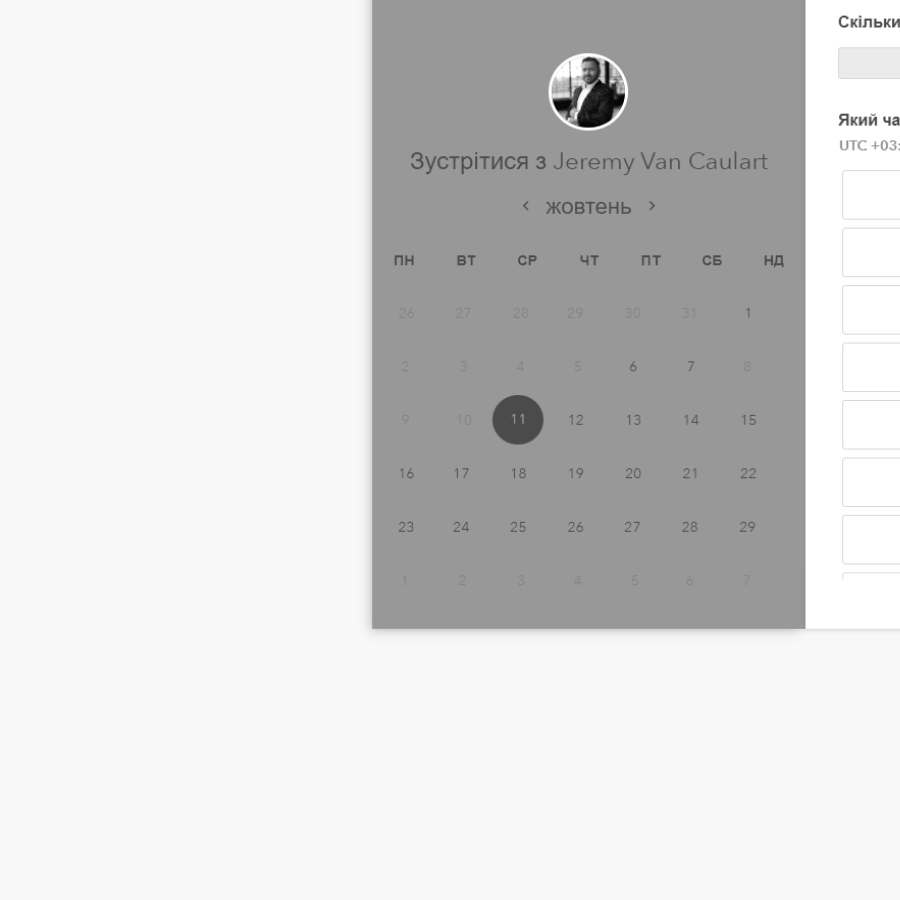 Зустрітися з Jeremy Van Caulart
жовтень
ПН ВТ СР ЧТ ПТ СБ НД
26 27 28 29 30 31 1
2 3 4 5 6 7 8
9 10 11 12 13 14 15
16 17 18 19 20 21 22
23 24 25 26 27 28 29
1 2 3 4 5 6 7
Скільки
Який ча
UTC +03: